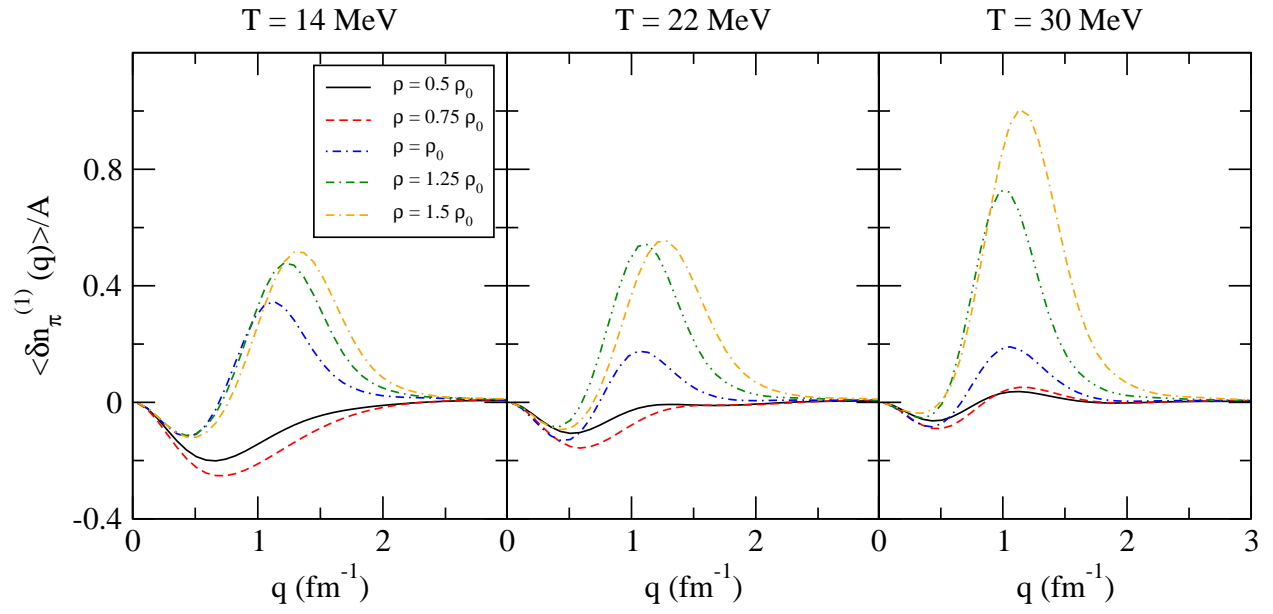 T = 14 MeV
T = 22 MeV
T = 30 MeV
ρ = 0.5 ρ₀
ρ = 0.75 ρ₀
ρ = ρ₀
ρ = 1.25 ρ₀
ρ = 1.5 ρ₀
<δn_π^(1) (q)>/A
0.8
0.4
0
-0.4
0 1 2 0 1 2 0 1 2 3
q (fm⁻¹) q (fm⁻¹) q (fm⁻¹)